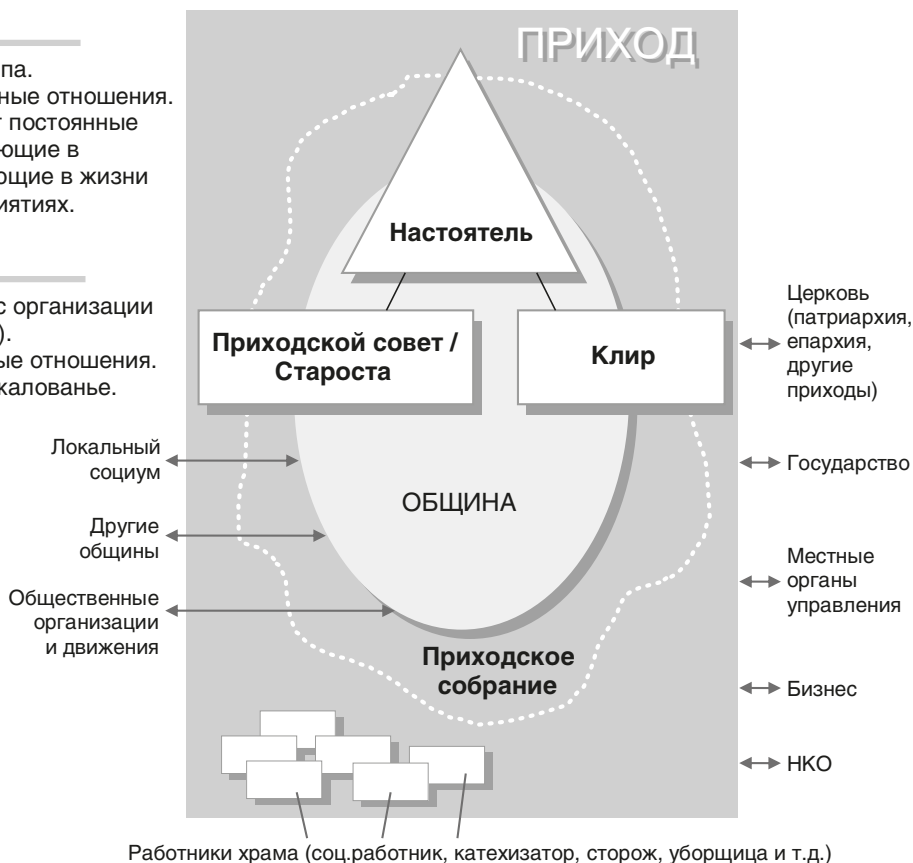 ПРИХОД
па.
ные отношения.
т постоянные
ющие в
ощие в жизни
иятиях.
с организации
).
ые отношения.
калованье.
Настоятель
Приходской совет /
Староста
Клир
Церковь
(патриархия,
епархия,
другие
приходы)
Локальный
социум
Государство
ОБЩИНА
Другие
общины
Местные
органы
управления
Общественные
организации
и движения
Приходское
собрание
Бизнес
НКО
Работники храма (соц.работник, катехизатор, сторож, уборщица и т.д.)